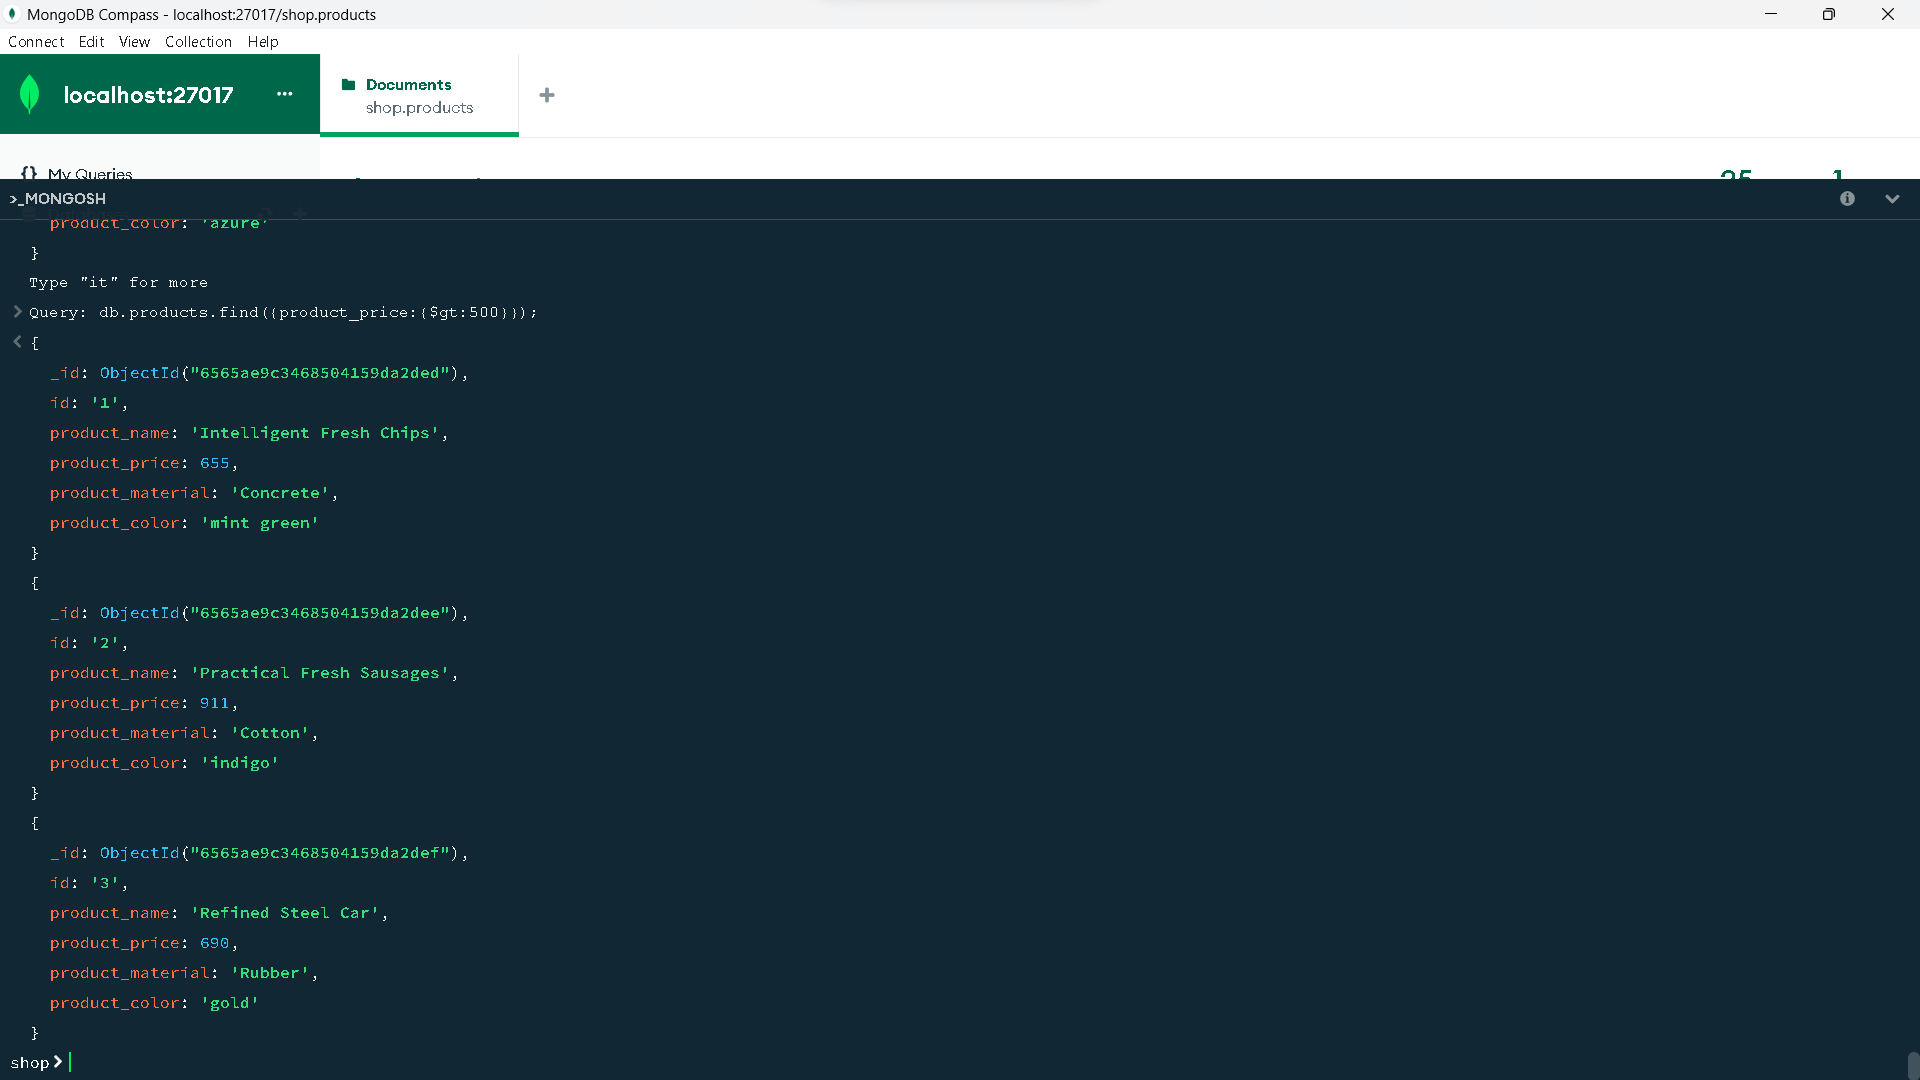 MongoDB Compass - localhost:27017/shop.products
Connect Edit View Collection Help
localhost:27017 ...
Documents
shop.products
{} My Queries
25 1
>_MONGOSH
product_color: 'azure'
}
Type "it" for more
Query: db.products.find({product_price:{$gt:500}});
{
_id: ObjectId("6565ae9c3468504159da2ded"),
id: '1',
product_name: 'Intelligent Fresh Chips',
product_price: 655,
product_material: 'Concrete',
product_color: 'mint green'
}
{
_id: ObjectId("6565ae9c3468504159da2dee"),
id: '2',
product_name: 'Practical Fresh Sausages',
product_price: 911,
product_material: 'Cotton',
product_color: 'indigo'
}
{
_id: ObjectId("6565ae9c3468504159da2def"),
id: '3',
product_name: 'Refined Steel Car',
product_price: 690,
product_material: 'Rubber',
product_color: 'gold'
}
shop>